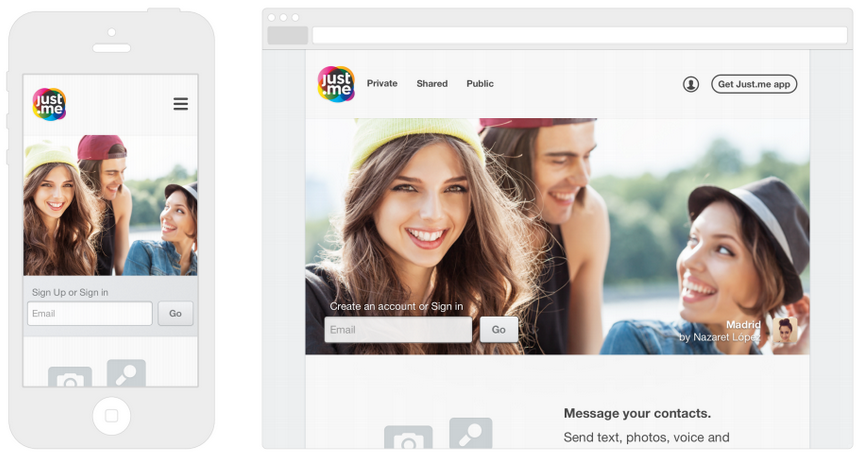 just
.me
Sign Up or Sign in
Email
Go
just
.me
Private
Shared
Public
Get Just.me app
Create an account or Sign in
Email
Go
Madrid
by Nazaret Lopez
Message your contacts.
Send text, photos, voice and